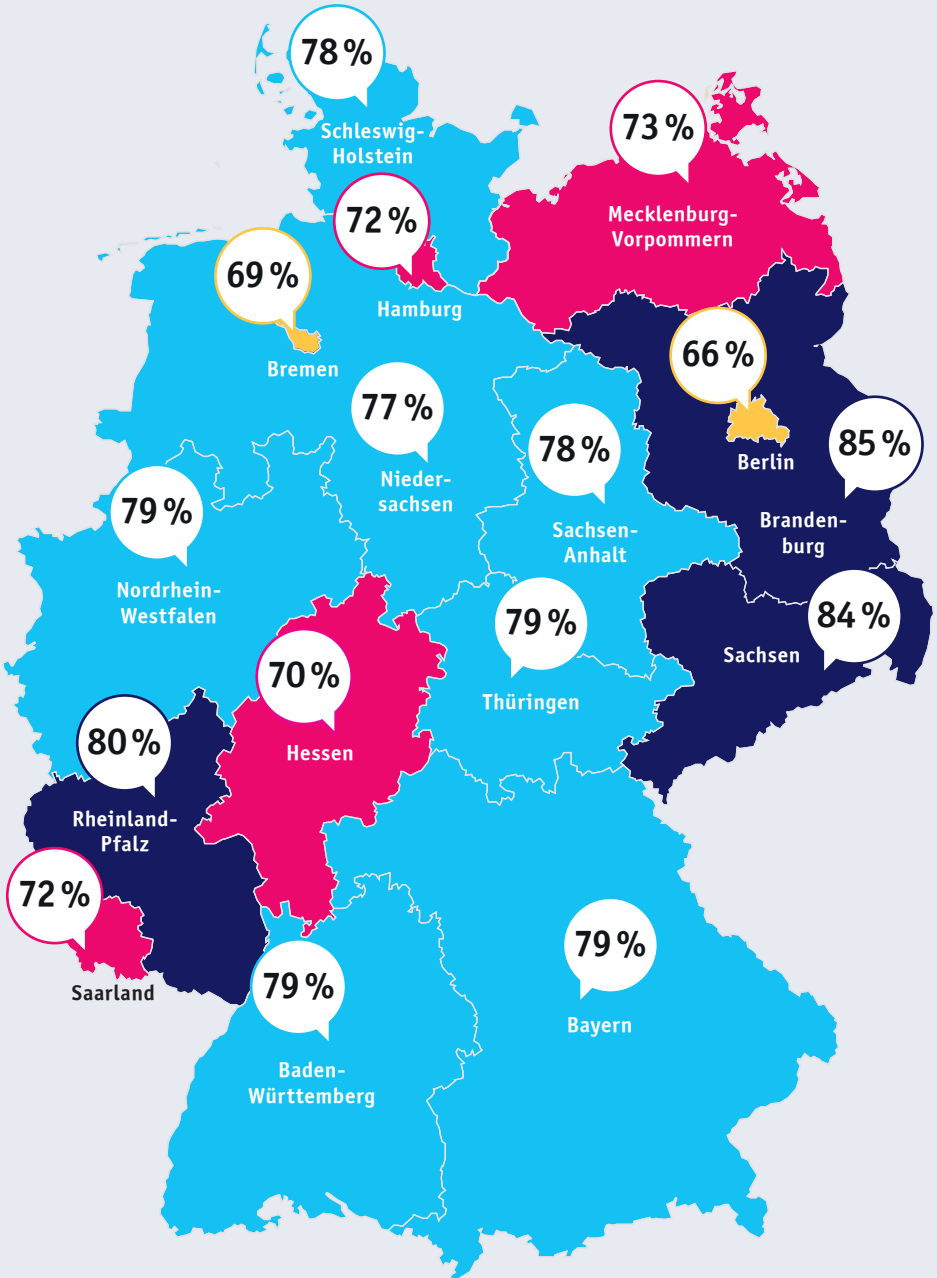 78 %
Schleswig-
Holstein
73 %
Mecklenburg-
Vorpommern
72 %
Hamburg
69 %
Bremen
66 %
Berlin
77 %
Nieder-
sachsen
78 %
Sachsen-
Anhalt
85 %
Branden-
burg
79 %
Nordrhein-
Westfalen
79 %
Thüringen
84 %
Sachsen
70 %
Hessen
80 %
Rheinland-
Pfalz
72 %
Saarland
79 %
Baden-
Württemberg
79 %
Bayern